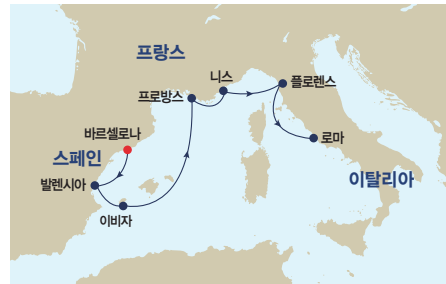 프랑스
니스
플로렌스
프로방스
바르셀로나
로마
스페인
이탈리아
발렌시아
이비자